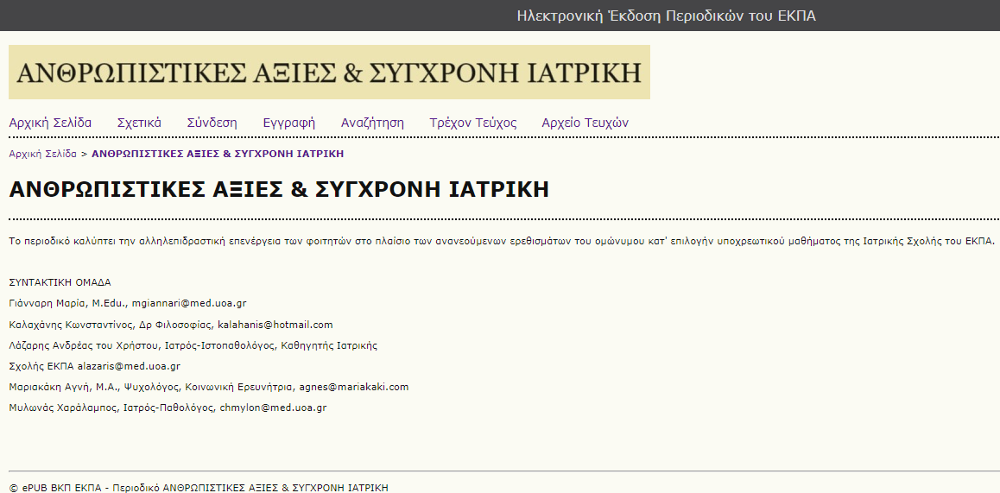 Ηλεκτρονική Έκδοση Περιοδικών του ΕΚΠΑ
ΑΝΘΡΩΠΙΣΤΙΚΕΣ ΑΞΙΕΣ & ΣΥΓΧΡΟΝΗ ΙΑΤΡΙΚΗ
Αρχική Σελίδα Σχετικά Σύνδεση Εγγραφή Αναζήτηση Τρέχον Τεύχος Αρχείο Τευχών
Αρχική Σελίδα > ΑΝΘΡΩΠΙΣΤΙΚΕΣ ΑΞΙΕΣ & ΣΥΓΧΡΟΝΗ ΙΑΤΡΙΚΗ
ΑΝΘΡΩΠΙΣΤΙΚΕΣ ΑΞΙΕΣ & ΣΥΓΧΡΟΝΗ ΙΑΤΡΙΚΗ
Το περιοδικό καλύπτει την αλληλεπιδραστική επενέργεια των φοιτητών στο πλαίσιο των ανανεούμενων ερεθισμάτων του ομώνυμου κατ' επιλογήν υποχρεωτικού μαθήματος της Ιατρικής Σχολής του ΕΚΠΑ.
ΣΥΝΤΑΚΤΙΚΗ ΟΜΑΔΑ
Γιάνναρη Μαρία, M.Edu., mgiannari@med.uoa.gr
Καλαχάνης Κωνσταντίνος, Δρ Φιλοσοφίας, kalahanis@hotmail.com
Λάζαρης Ανδρέας του Χρήστου, Ιατρός-Ιστοπαθολόγος, Καθηγητής Ιατρικής
Σχολής ΕΚΠΑ alazaris@med.uoa.gr
Μαριακάκη Αγνή, M.A., Ψυχολόγος, Κοινωνική Ερευνήτρια, agnes@mariakaki.com
Μυλωνάς Χαράλαμπος, Ιατρός-Παθολόγος, chmylon@med.uoa.gr
© ePUB ΒΚΠ ΕΚΠΑ - Περιοδικό ΑΝΘΡΩΠΙΣΤΙΚΕΣ ΑΞΙΕΣ & ΣΥΓΧΡΟΝΗ ΙΑΤΡΙΚΗ